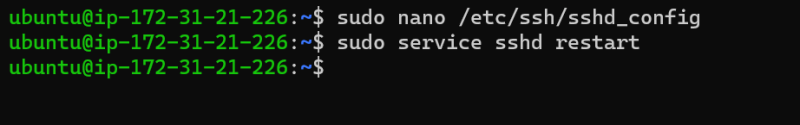 ubuntu@ip-172-31-21-226:~$ sudo nano /etc/ssh/sshd_config
ubuntu@ip-172-31-21-226:~$ sudo service sshd restart
ubuntu@ip-172-31-21-226:~$